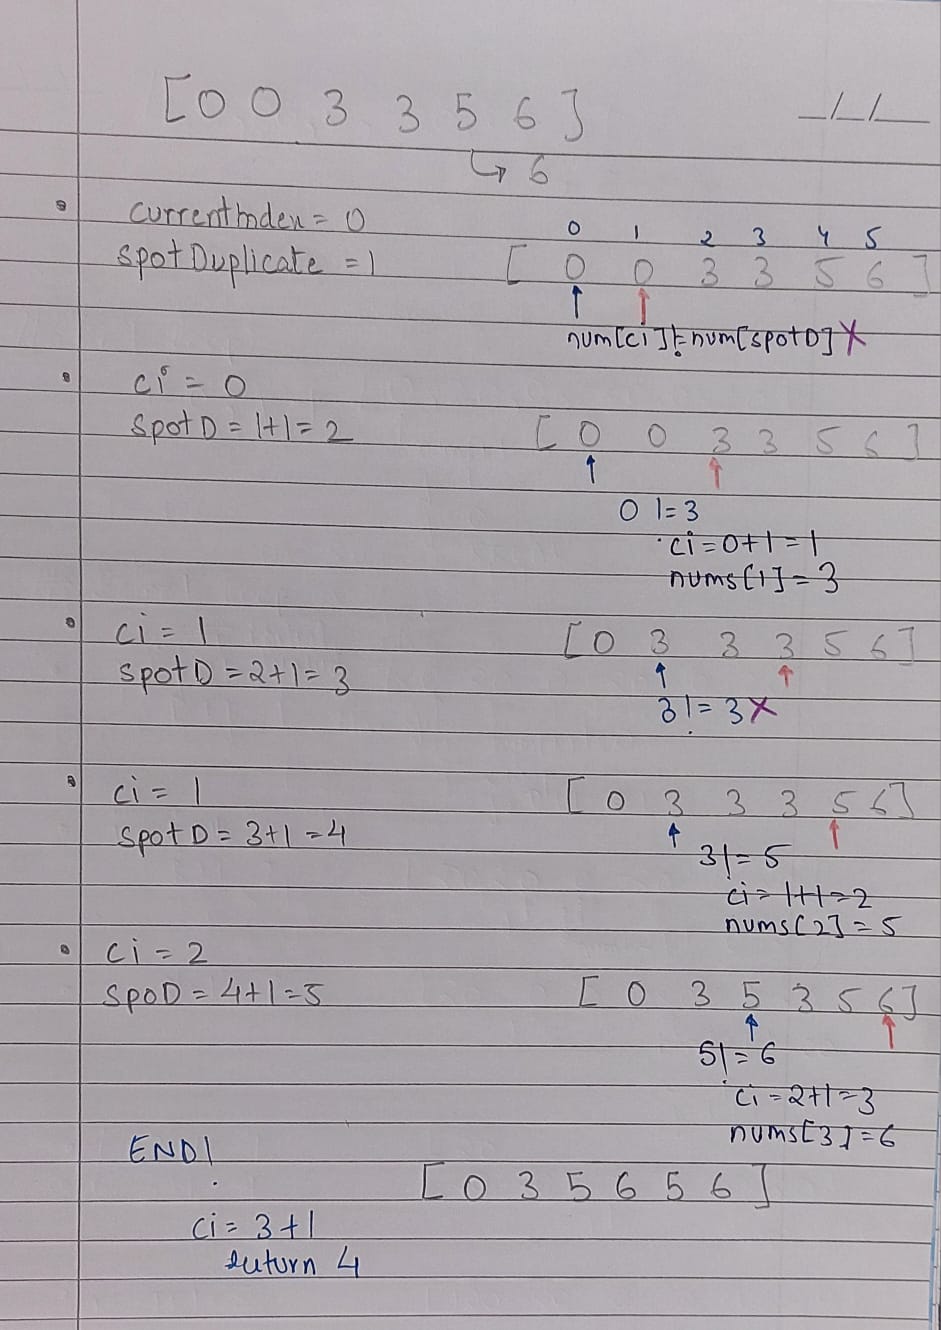 [0 0 3 3 5 6]
_/_/_
↳ 6
• currentIndex = 0
0 1 2 3 4 5
spotDuplicate = 1
[ 0 0 3 3 5 6 ]
↑ ↑
num[ci] != num[spotD] X
• ci = 0
spotD = 1+1 = 2
[ 0 0 3 3 5 6 ]
↑ ↑
0 != 3
ci = 0+1 = 1
nums[1] = 3
• ci = 1
[0 3 3 3 5 6]
spotD = 2+1 = 3
↑ ↑
3 != 3 X
• ci = 1
[ 0 3 3 3 5 6]
spotD = 3+1 = 4
↑ ↑
3 != 5
ci = 1+1 = 2
nums[2] = 5
• ci = 2
spoD = 4+1 = 5
[ 0 3 5 3 5 6]
↑ ↑
5 != 6
ci = 2+1 = 3
nums[3] = 6
END!
[ 0 3 5 6 5 6 ]
ci = 3+1
return 4